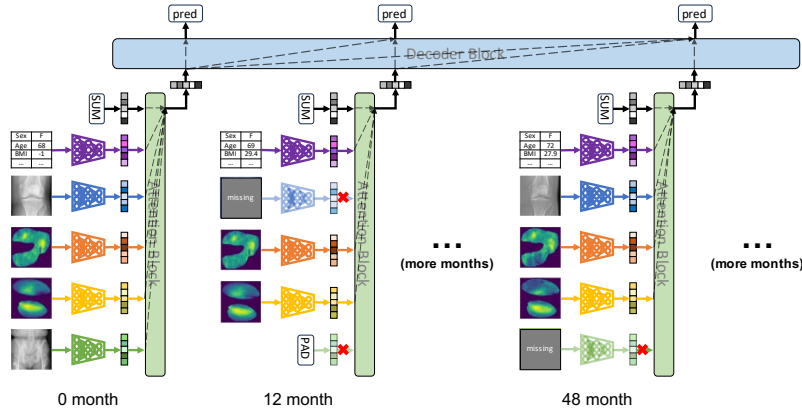 pred
pred
pred
Decoder Block
SUM
SUM
SUM
Sex F
Age 68
BMI -1
... ...
Sex F
Age 69
BMI 29.4
... ...
Sex F
Age 72
BMI 27.9
... ...
missing
Attention Block
Attention Block
Attention Block
...
(more months)
...
(more months)
PAD
missing
0 month
12 month
48 month